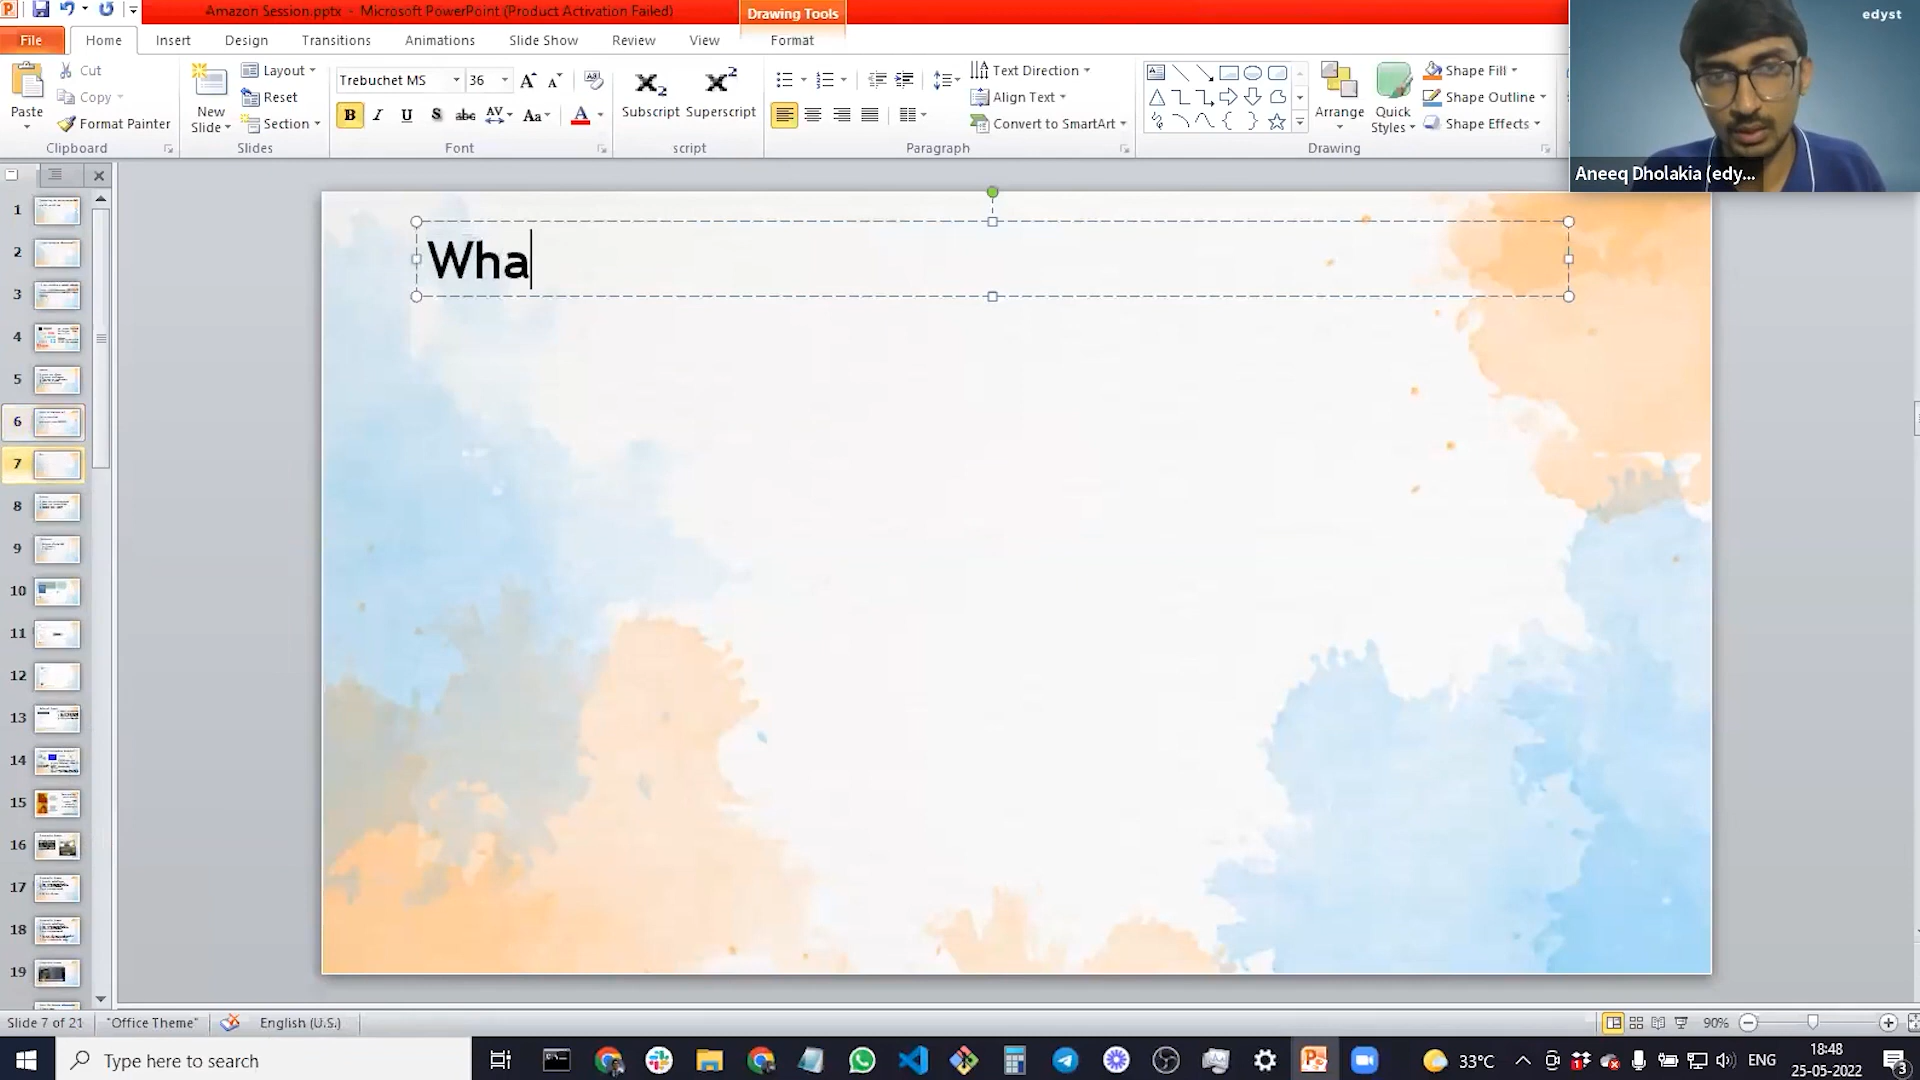 Amazon Session.pptx - Microsoft PowerPoint (Product Activation Failed)
Drawing Tools
edyst
File
Home
Insert
Design
Transitions
Animations
Slide Show
Review
View
Format
Paste
Cut
Copy
Format Painter
Clipboard
New
Slide
Layout
Reset
Section
Slides
Trebuchet MS
36
B
I
U
S
abc
AV
Aa
A
Font
X2
Subscript
X2
Superscript
script
Text Direction
Align Text
Convert to SmartArt
Paragraph
Arrange
Quick
Styles
Shape Fill
Shape Outline
Shape Effects
Drawing
Aneeq Dholakia (edy...
1
2
3
4
5
6
7
8
9
10
11
12
13
14
15
16
17
18
19
Wha
Slide 7 of 21
"Office Theme"
English (U.S.)
90%
Type here to search
33°C
ENG
18:48
25-05-2022
3